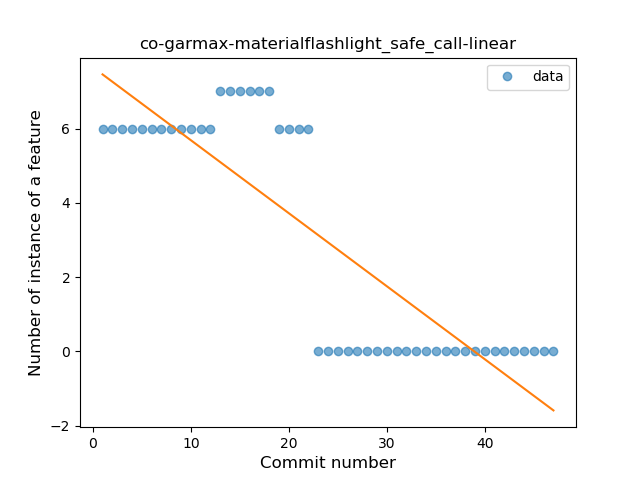 co-garmax-materialflashlight_safe_call-linear
data
Number of instance of a feature
6
4
2
0
−2
0
10
20
30
40
Commit number